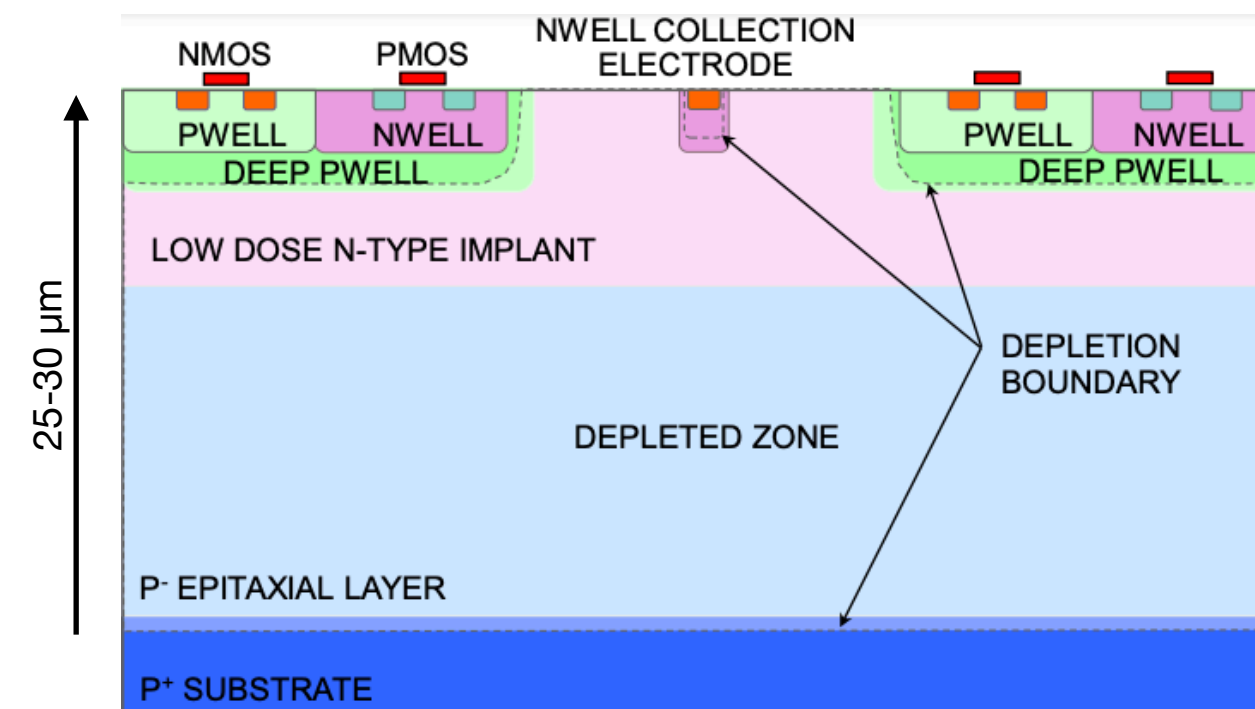 NWELL COLLECTION
ELECTRODE
NMOS
PMOS
PWELL
NWELL
PWELL
NWELL
DEEP PWELL
DEEP PWELL
LOW DOSE N-TYPE IMPLANT
25-30 μm
DEPLETION
BOUNDARY
DEPLETED ZONE
P- EPITAXIAL LAYER
P+ SUBSTRATE